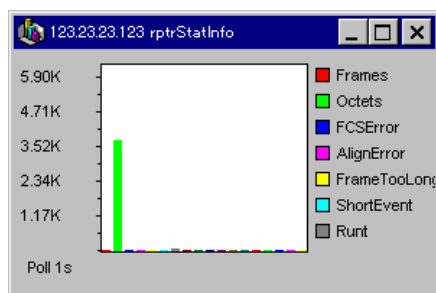 123.23.23.123 rptrStatInfo
5.90K
4.71K
3.52K
2.34K
1.17K
Poll 1s
Frames
Octets
FCSError
AlignError
FrameTooLong
ShortEvent
Runt